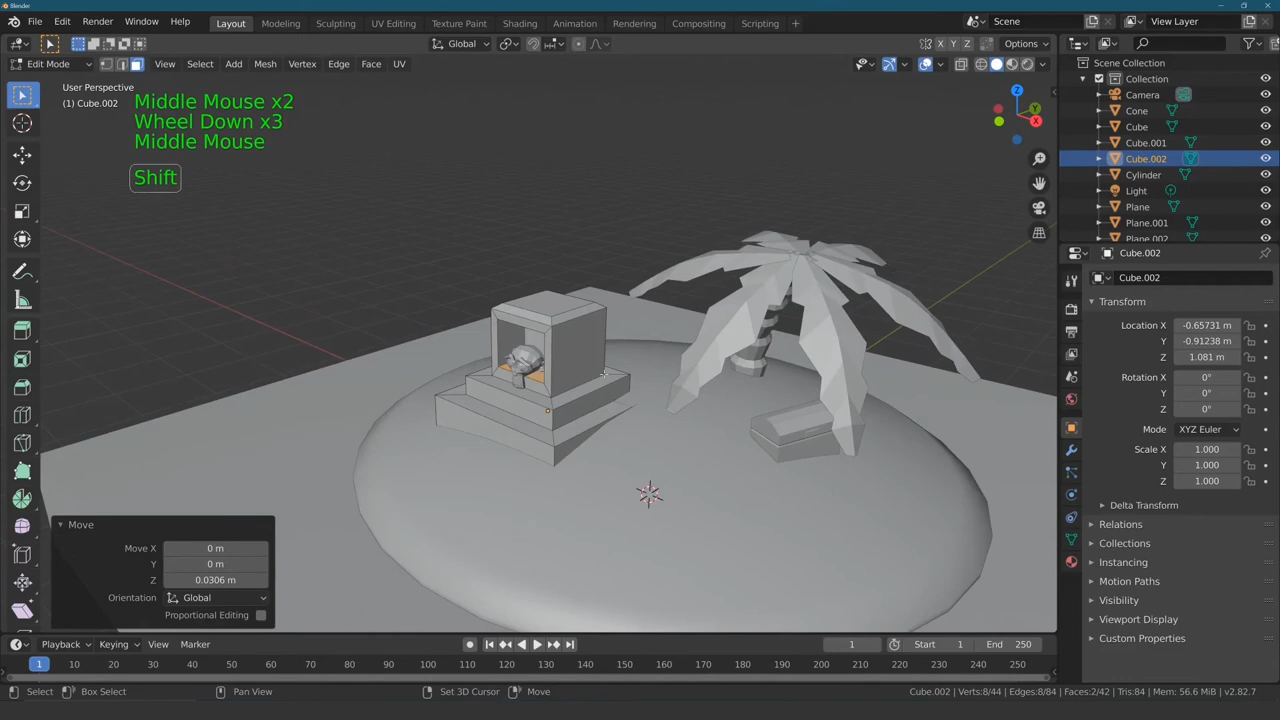 Blender
File Edit Render Window Help Layout Modeling Sculpting UV Editing Texture Paint Shading Animation Rendering Compositing Scripting + Scene View Layer
Global Options
Edit Mode View Select Add Mesh Vertex Edge Face UV
X Y Z
User Perspective
(1) Cube.002
Middle Mouse x2
Wheel Down x3
Middle Mouse
Shift
Z
Y
X
Scene Collection
Collection
Camera
Cone
Cube
Cube.001
Cube.002
Cylinder
Light
Plane
Plane.001
Plane.002
Cube.002
Cube.002
Transform
Location X -0.65731 m
Y -0.91238 m
Z 1.081 m
Rotation X 0°
Y 0°
Z 0°
Mode XYZ Euler
Scale X 1.000
Y 1.000
Z 1.000
Delta Transform
Relations
Collections
Instancing
Motion Paths
Visibility
Viewport Display
Custom Properties
Move
Move X 0 m
Y 0 m
Z 0.0306 m
Orientation Global
Proportional Editing
Playback Keying View Marker 1 Start 1 End 250
1 10 20 30 40 50 60 70 80 90 100 110 120 130 140 150 160 170 180 190 200 210 220 230 240 250
Select Box Select Pan View Set 3D Cursor Move Cube.002 | Verts:8/44 | Edges:8/84 | Faces:2/42 | Tris:84 | Mem: 56.6 MiB | v2.82.7